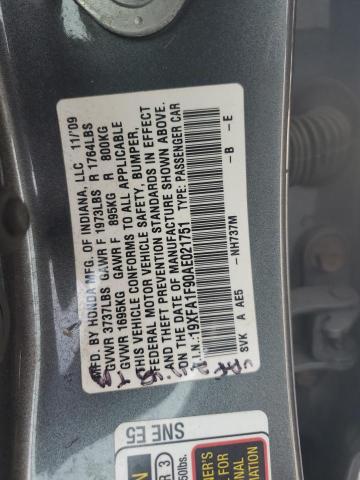 MFD. BY HONDA MFG. OF INDIANA, LLC 11/'09
GVWR 3737LBS GAWR F 1973LBS R 1764LBS
GVWR 1695KG GAWR F 895KG R 800KG
THIS VEHICLE CONFORMS TO ALL APPLICABLE
FEDERAL MOTOR VEHICLE SAFETY, BUMPER,
AND THEFT PREVENTION STANDARDS IN EFFECT
ON THE DATE OF MANUFACTURE SHOWN ABOVE.
V.I.N.:19XFA1F90AE021751 TYPE: PASSENGER CAR
SVK A AE5 -NH737M -B -E
SNE E5
R 3
50lbs.